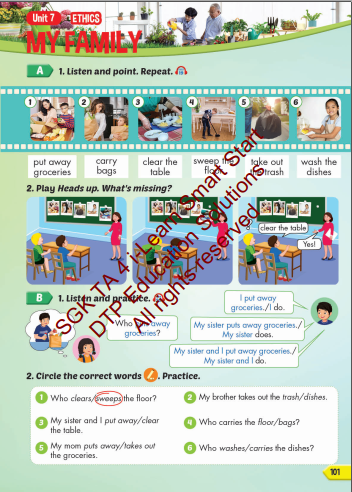 Unit 7
ETHICS
MY FAMILY
A
1. Listen and point. Repeat.
1
2
3
4
5
6
put away groceries
carry bags
clear the table
sweep the floor
take out the trash
wash the dishes
2. Play Heads up. What's missing?
clear the table
Yes!
B
1. Listen and practice.
Who puts away
groceries?
I put away
groceries./I do.
My sister puts away groceries./
My sister does.
My sister and I put away groceries./
My sister and I do.
2. Circle the correct words. Practice.
1 Who clears/sweeps the floor?
2 My brother takes out the trash/dishes.
3 My sister and I put away/clear
the table.
4 Who carries the floor/bags?
5 My mom puts away/takes out
the groceries.
6 Who washes/carries the dishes?
101
SGK TA 4 i-Learn Smart Start
DTP Education Solutions
All rights reserved